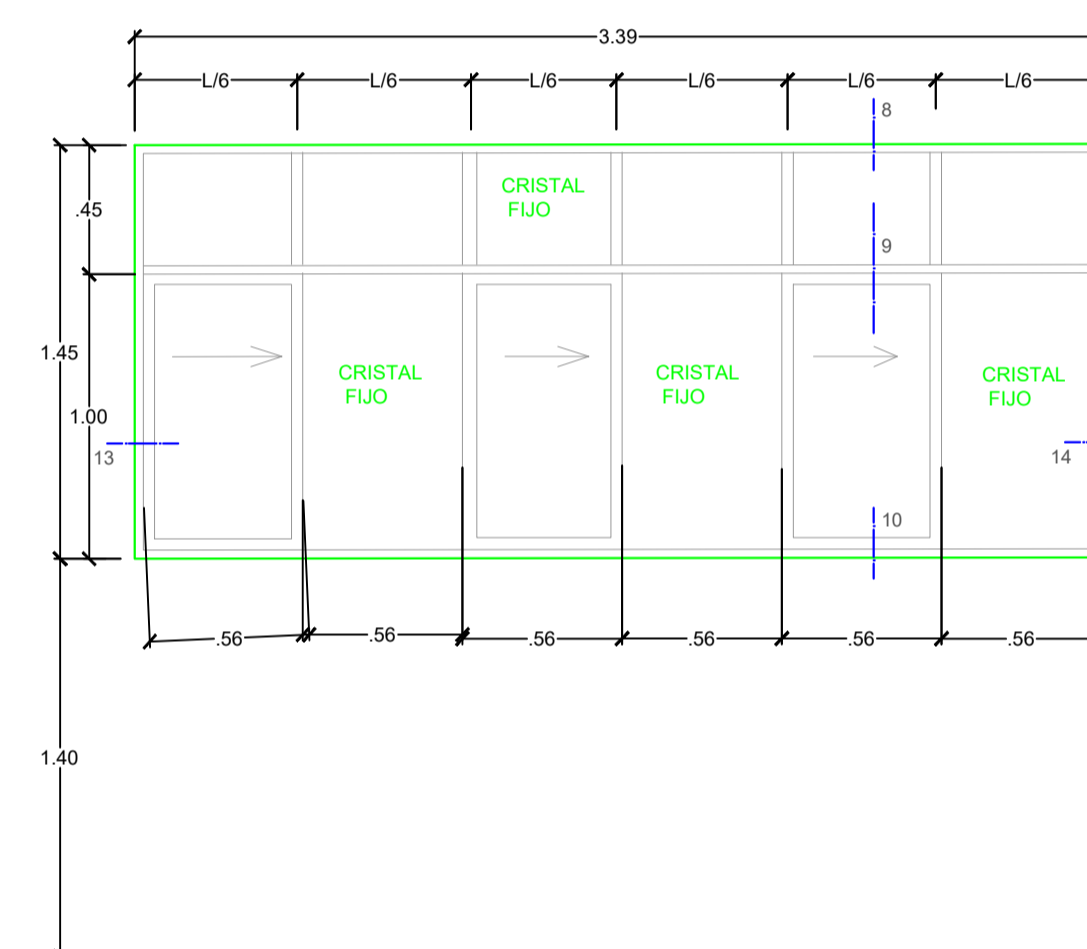 3.39
L/6 L/6 L/6 L/6 L/6 L/6
8
CRISTAL
FIJO
.45
9
1.45
CRISTAL
FIJO
CRISTAL
FIJO
CRISTAL
FIJO
1.00
13
14
10
.56 .56 .56 .56 .56 .56
1.40